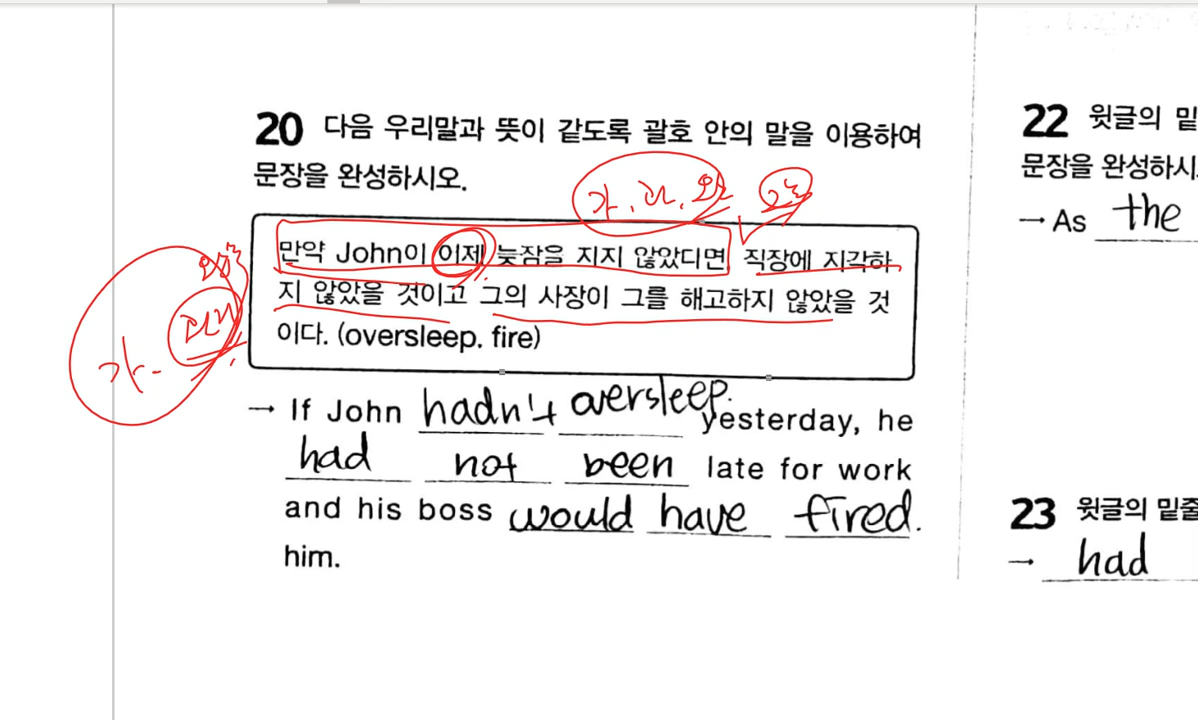 20 다음 우리말과 뜻이 같도록 괄호 안의 말을 이용하여
문장을 완성하시오.
가, 과, 완
만약 John이 이제 늦잠을 지지 않았디면 직장에 지각하
지 않았을 것이고 그의 사장이 그를 해고하지 않았을 것
이다. (oversleep. fire)
→ If John hadn't oversleep. yesterday, he
had not been late for work
and his boss would have fired.
him.
22 윗글의 밑
문장을 완성하시
→ As the
23 윗글의 밑줄
→ had